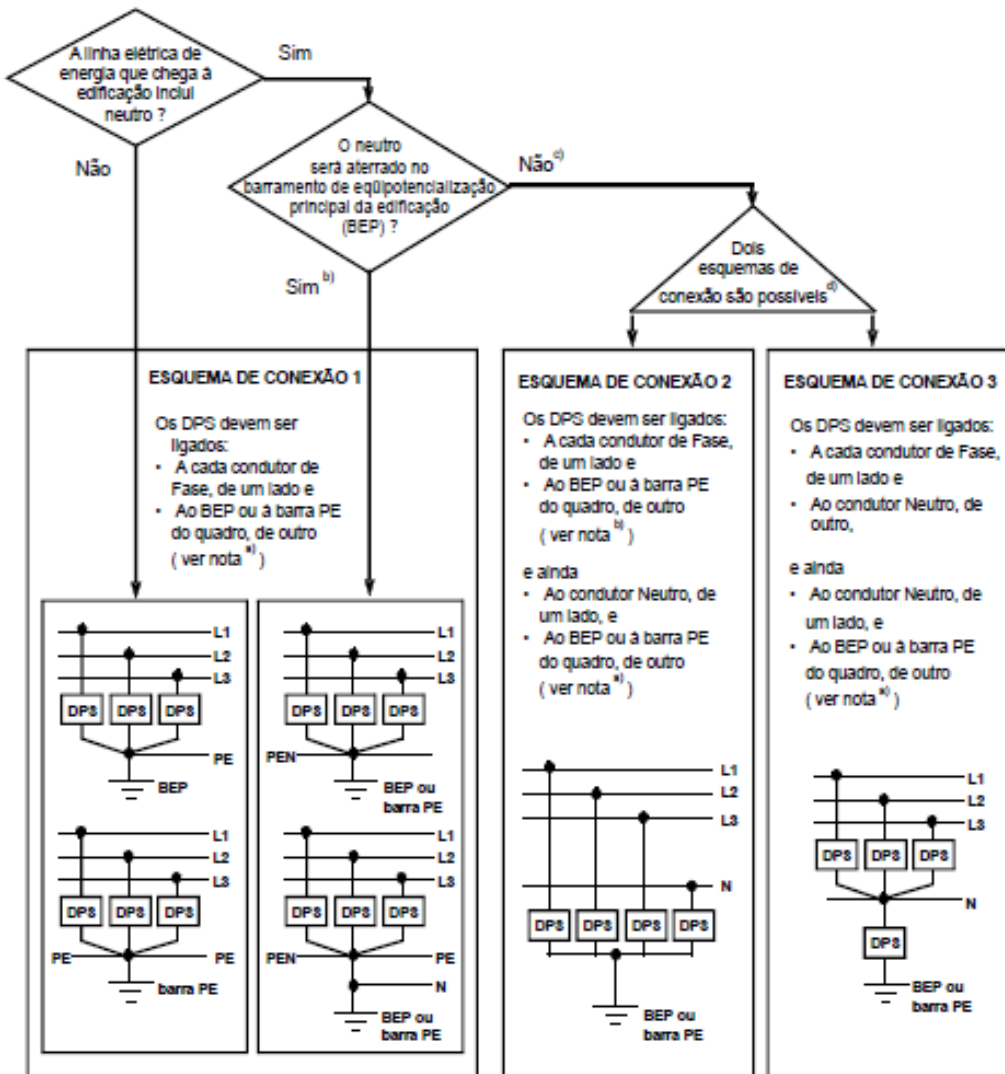 A linha elétrica de
energia que chega à
edificação inclui
neutro ?
Sim
Não
O neutro
será aterrado no
barramento de eqüipotencialização
principal da edificação
(BEP) ?
Não c)
Sim b)
Dois
esquemas de
conexão são possíveis d)
ESQUEMA DE CONEXÃO 1
Os DPS devem ser
ligados:
• A cada condutor de
Fase, de um lado e
• Ao BEP ou à barra PE
do quadro, de outro
( ver nota a) )
L1
L2
L3
DPS DPS DPS
PE
BEP
L1
L2
L3
DPS DPS DPS
PE PE
barra PE
L1
L2
L3
DPS DPS DPS
PEN
BEP ou
barra PE
L1
L2
L3
DPS DPS DPS
PEN PE
N
BEP ou
barra PE
ESQUEMA DE CONEXÃO 2
Os DPS devem ser ligados:
• A cada condutor de Fase,
de um lado e
• Ao BEP ou à barra PE
do quadro, de outro
( ver nota b) )
e ainda
• Ao condutor Neutro, de
um lado, e
• Ao BEP ou à barra PE
do quadro, de outro
( ver nota a) )
L1
L2
L3
N
DPS DPS DPS DPS
BEP ou
barra PE
ESQUEMA DE CONEXÃO 3
Os DPS devem ser ligados:
• A cada condutor de Fase,
de um lado e
• Ao condutor Neutro, de
outro,
e ainda
• Ao condutor Neutro, de
um lado, e
• Ao BEP ou à barra PE
do quadro, de outro
( ver nota a) )
L1
L2
L3
DPS DPS DPS
N
DPS
BEP ou
barra PE